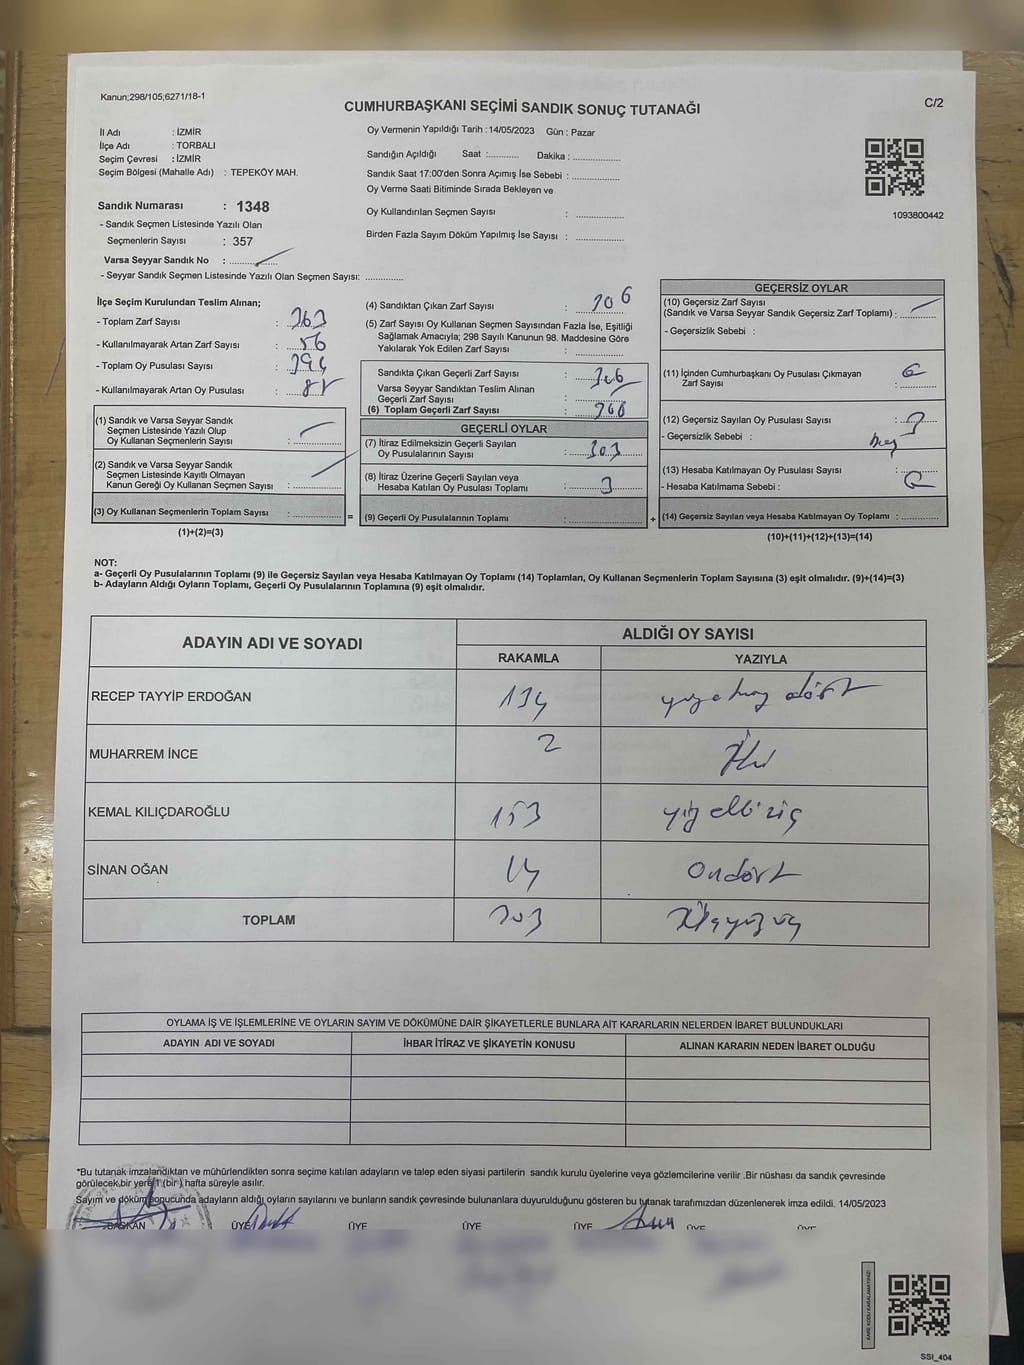 Kanun;298/105;6271/18-1
CUMHURBAŞKANI SEÇİMİ SANDIK SONUÇ TUTANAĞI
C/2
İl Adı : İZMİR
İlçe Adı : TORBALI
Seçim Çevresi : İZMİR
Seçim Bölgesi (Mahalle Adı) : TEPEKÖY MAH.
Oy Vermenin Yapıldığı Tarih : 14/05/2023 Gün : Pazar
Sandığın Açıldığı Saat :........... Dakika : ................
Sandık Saat 17:00'den Sonra Açımış İse Sebebi : ................
Oy Verme Saati Bitiminde Sırada Bekleyen ve
Oy Kullandırılan Seçmen Sayısı : ................
Birden Fazla Sayım Döküm Yapılmış İse Sayısı : ................
1093800442
Sandık Numarası : 1348
- Sandık Seçmen Listesinde Yazılı Olan
Seçmenlerin Sayısı : 357
Varsa Seyyar Sandık No :
- Seyyar Sandık Seçmen Listesinde Yazılı Olan Seçmen Sayısı: .............
İlçe Seçim Kurulundan Teslim Alınan;
- Toplam Zarf Sayısı :
- Kullanılmayarak Artan Zarf Sayısı : 56
- Toplam Oy Pusulası Sayısı :
- Kullanılmayarak Artan Oy Pusulası :
(1) Sandık ve Varsa Seyyar Sandık
Seçmen Listesinde Yazılı Olup
Oy Kullanan Seçmenlerin Sayısı :
(2) Sandık ve Varsa Seyyar Sandık
Seçmen Listesinde Kayıtlı Olmayan
Kanun Gereği Oy Kullanan Seçmen Sayısı :
(3) Oy Kullanan Seçmenlerin Toplam Sayısı : ................ =
(1)+(2)=(3)
(4) Sandıktan Çıkan Zarf Sayısı : 306
(5) Zarf Sayısı Oy Kullanan Seçmen Sayısından Fazla İse, Eşitliği
Sağlamak Amacıyla; 298 Sayılı Kanunun 98. Maddesine Göre
Yakılarak Yok Edilen Zarf Sayısı : ................
Sandıkta Çıkan Geçerli Zarf Sayısı : 306
Varsa Seyyar Sandıktan Teslim Alınan
Geçerli Zarf Sayısı :
(6) Toplam Geçerli Zarf Sayısı : 306
GEÇERLİ OYLAR
(7) İtiraz Edilmeksizin Geçerli Sayılan
Oy Pusulalarının Sayısı : 303
(8) İtiraz Üzerine Geçerli Sayılan veya
Hesaba Katılan Oy Pusulası Toplamı : 3
(9) Geçerli Oy Pusulalarının Toplamı : ................ +
GEÇERSİZ OYLAR
(10) Geçersiz Zarf Sayısı
(Sandık ve Varsa Seyyar Sandık Geçersiz Zarf Toplamı) :
- Geçersizlik Sebebi :
(11) İçinden Cumhurbaşkanı Oy Pusulası Çıkmayan
Zarf Sayısı :
(12) Geçersiz Sayılan Oy Pusulası Sayısı : 3
- Geçersizlik Sebebi :
(13) Hesaba Katılmayan Oy Pusulası Sayısı :
- Hesaba Katılmama Sebebi :
(14) Geçersiz Sayılan veya Hesaba Katılmayan Oy Toplamı : ............
(10)+(11)+(12)+(13)=(14)
NOT:
a- Geçerli Oy Pusulalarının Toplamı (9) ile Geçersiz Sayılan veya Hesaba Katılmayan Oy Toplamı (14) Toplamları, Oy Kullanan Seçmenlerin Toplam Sayısına (3) eşit olmalıdır. (9)+(14)=(3)
b- Adayların Aldığı Oyların Toplamı, Geçerli Oy Pusulalarının Toplamına (9) eşit olmalıdır.
ADAYIN ADI VE SOYADI
ALDIĞI OY SAYISI
RAKAMLA YAZIYLA
RECEP TAYYİP ERDOĞAN 134 yüzotuz dört
MUHARREM İNCE 2 İki
KEMAL KILIÇDAROĞLU 153 yüz elli üç
SİNAN OĞAN 14 Ondört
TOPLAM 303 Üçyüz üç
OYLAMA İŞ VE İŞLEMLERİNE VE OYLARIN SAYIM VE DÖKÜMÜNE DAİR ŞİKAYETLERLE BUNLARA AİT KARARLARIN NELERDEN İBARET BULUNDUKLARI
ADAYIN ADI VE SOYADI İHBAR İTİRAZ VE ŞİKAYETİN KONUSU ALINAN KARARIN NEDEN İBARET OLDUĞU
*Bu tutanak imzalandıktan ve mühürlendikten sonra seçime katılan adayların ve talep eden siyasi partilerin sandık kurulu üyelerine veya gözlemcilerine verilir .Bir nüshası da sandık çevresinde
görülecek bir yere 1 (bir) hafta süreyle asılır.
Sayım ve döküm sonucunda adayların aldığı oyların sayılarını ve bunların sandık çevresinde bulunanlara duyurulduğunu gösteren bu tutanak tarafımızdan düzenlenerek imza edildi. 14/05/2023
BAŞKAN ÜYE ÜYE ÜYE ÜYE ÜYE ÜYE
KARE KODU KARALAMAYINIZ!
SSI_404